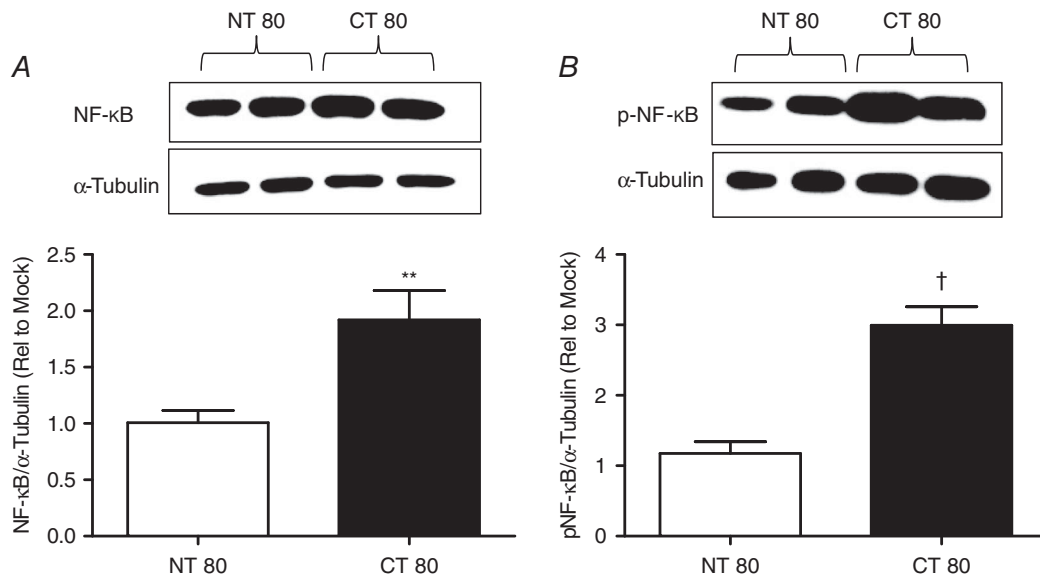 A
NT 80 CT 80
NF-κB
α-Tubulin
NF-κB/α-Tubulin (Rel to Mock)
2.5
2.0
1.5
1.0
0.5
0.0
**
NT 80 CT 80
B
NT 80 CT 80
p-NF-κB
α-Tubulin
pNF-κB/α-Tubulin (Rel to Mock)
4
3
2
1
0
†
NT 80 CT 80